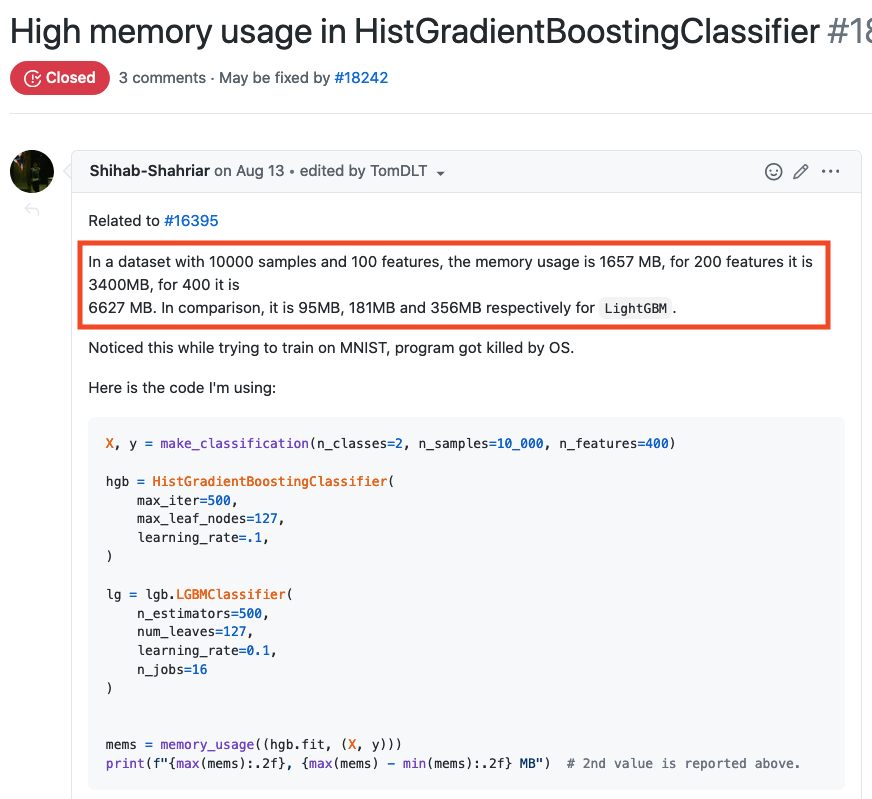 High memory usage in HistGradientBoostingClassifier #18
Closed 3 comments · May be fixed by #18242
Shihab-Shahriar on Aug 13 • edited by TomDLT
Related to #16395
In a dataset with 10000 samples and 100 features, the memory usage is 1657 MB, for 200 features it is
3400MB, for 400 it is
6627 MB. In comparison, it is 95MB, 181MB and 356MB respectively for LightGBM .
Noticed this while trying to train on MNIST, program got killed by OS.
Here is the code I'm using:
X, y = make_classification(n_classes=2, n_samples=10_000, n_features=400)
hgb = HistGradientBoostingClassifier(
    max_iter=500,
    max_leaf_nodes=127,
    learning_rate=.1,
)
lg = lgb.LGBMClassifier(
    n_estimators=500,
    num_leaves=127,
    learning_rate=0.1,
    n_jobs=16
)
mems = memory_usage((hgb.fit, (X, y)))
print(f"{max(mems):.2f}, {max(mems) - min(mems):.2f} MB")  # 2nd value is reported above.